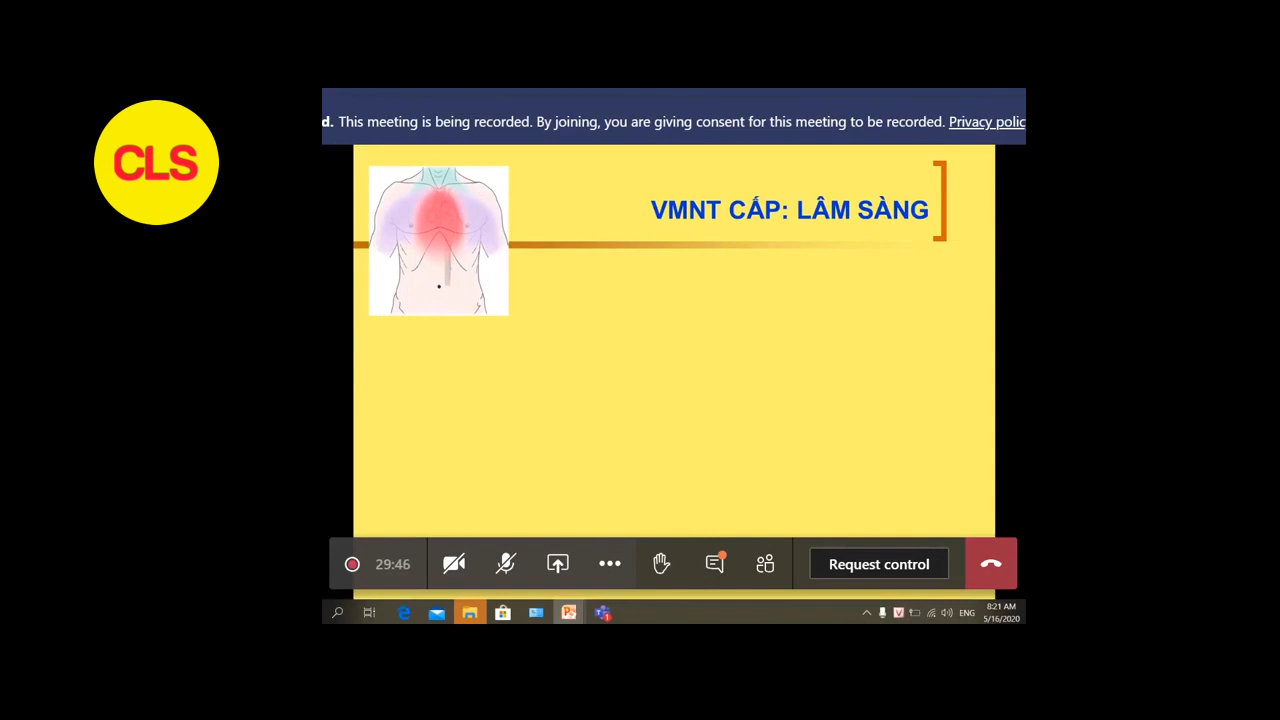 d. This meeting is being recorded. By joining, you are giving consent for this meeting to be recorded. Privacy polic
CLS
VMNT CẤP: LÂM SÀNG
29:46
Request control
ENG
8:21 AM
5/16/2020